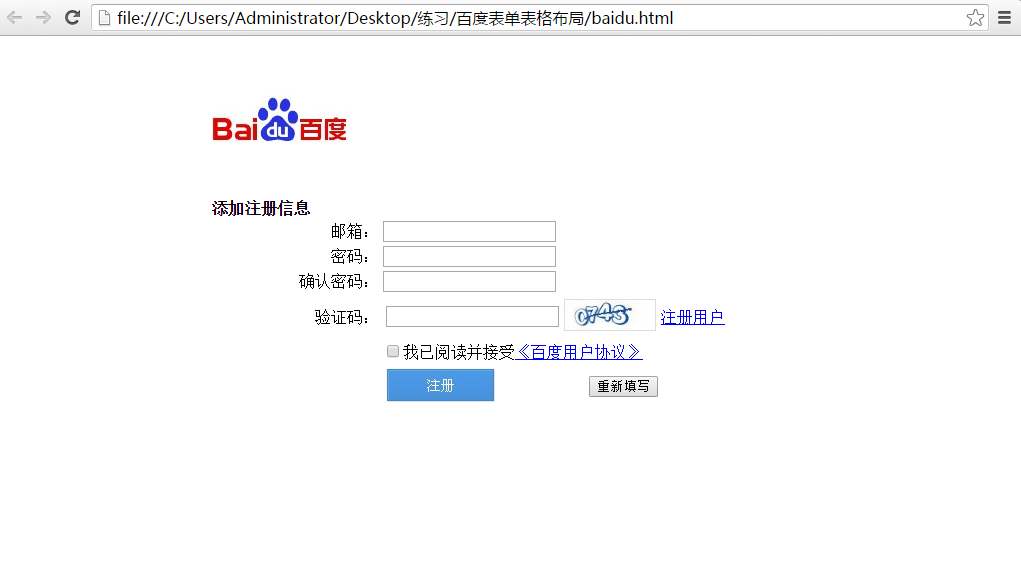 file:///C:/Users/Administrator/Desktop/练习/百度表单表格布局/baidu.html
Bai du 百度
添加注册信息
邮箱：
密码：
确认密码：
验证码： 0743 注册用户
我已阅读并接受《百度用户协议》
注册 重新填写